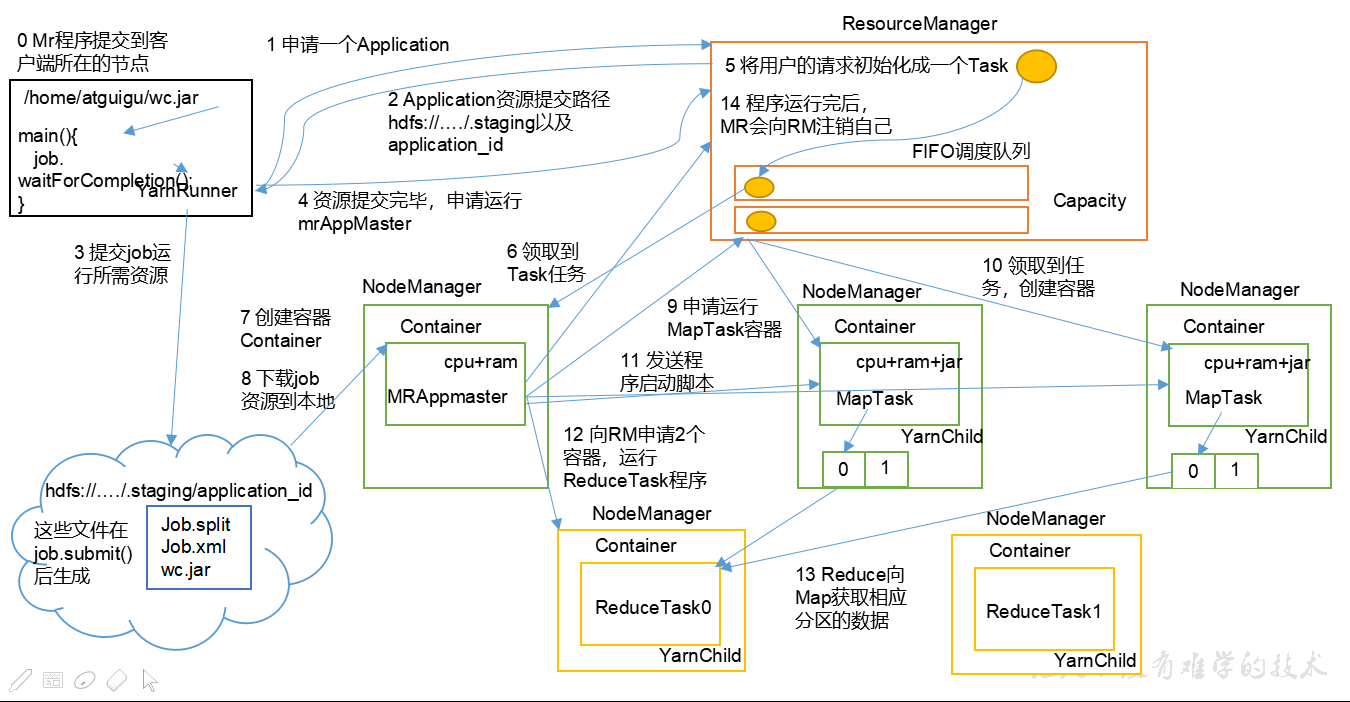 0 Mr程序提交到客
户端所在的节点
/home/atguigu/wc.jar
main(){
job.
waitForCompletion();
}
YarnRunner
1 申请一个Application
2 Application资源提交路径
hdfs://…./.staging以及
application_id
3 提交job运
行所需资源
4 资源提交完毕，申请运行
mrAppMaster
ResourceManager
5 将用户的请求初始化成一个Task
14 程序运行完后，
MR会向RM注销自己
FIFO调度队列
Capacity
6 领取到
Task任务
7 创建容器
Container
8 下载job
资源到本地
NodeManager
Container
cpu+ram
MRAppmaster
9 申请运行
MapTask容器
10 领取到任
务，创建容器
11 发送程
序启动脚本
NodeManager
Container
cpu+ram+jar
MapTask
YarnChild
0 1
NodeManager
Container
cpu+ram+jar
MapTask
YarnChild
0 1
hdfs://…./.staging/application_id
这些文件在
job.submit()
后生成
Job.split
Job.xml
wc.jar
12 向RM申请2个
容器，运行
ReduceTask程序
NodeManager
Container
ReduceTask0
YarnChild
13 Reduce向
Map获取相应
分区的数据
NodeManager
Container
ReduceTask1
YarnChild
有难学的技术